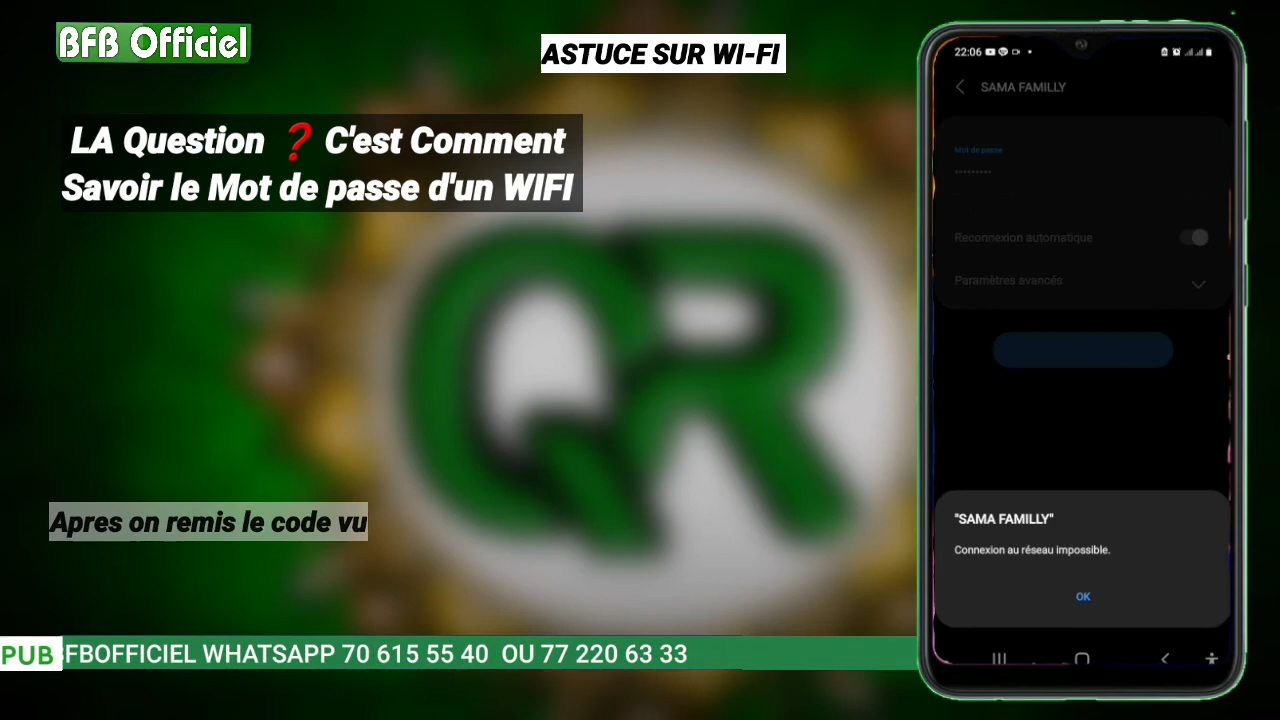 BFB Officiel
ASTUCE SUR WI-FI
LA Question ❓ C'est Comment
Savoir le Mot de passe d'un WIFI
Apres on remis le code vu
PUB
FBOFFICIEL WHATSAPP 70 615 55 40 OU 77 220 63 33
22:06
SAMA FAMILLY
Mot de passe
•••••••••
Reconnexion automatique
Paramètres avancés
"SAMA FAMILLY"
Connexion au réseau impossible.
OK
QR